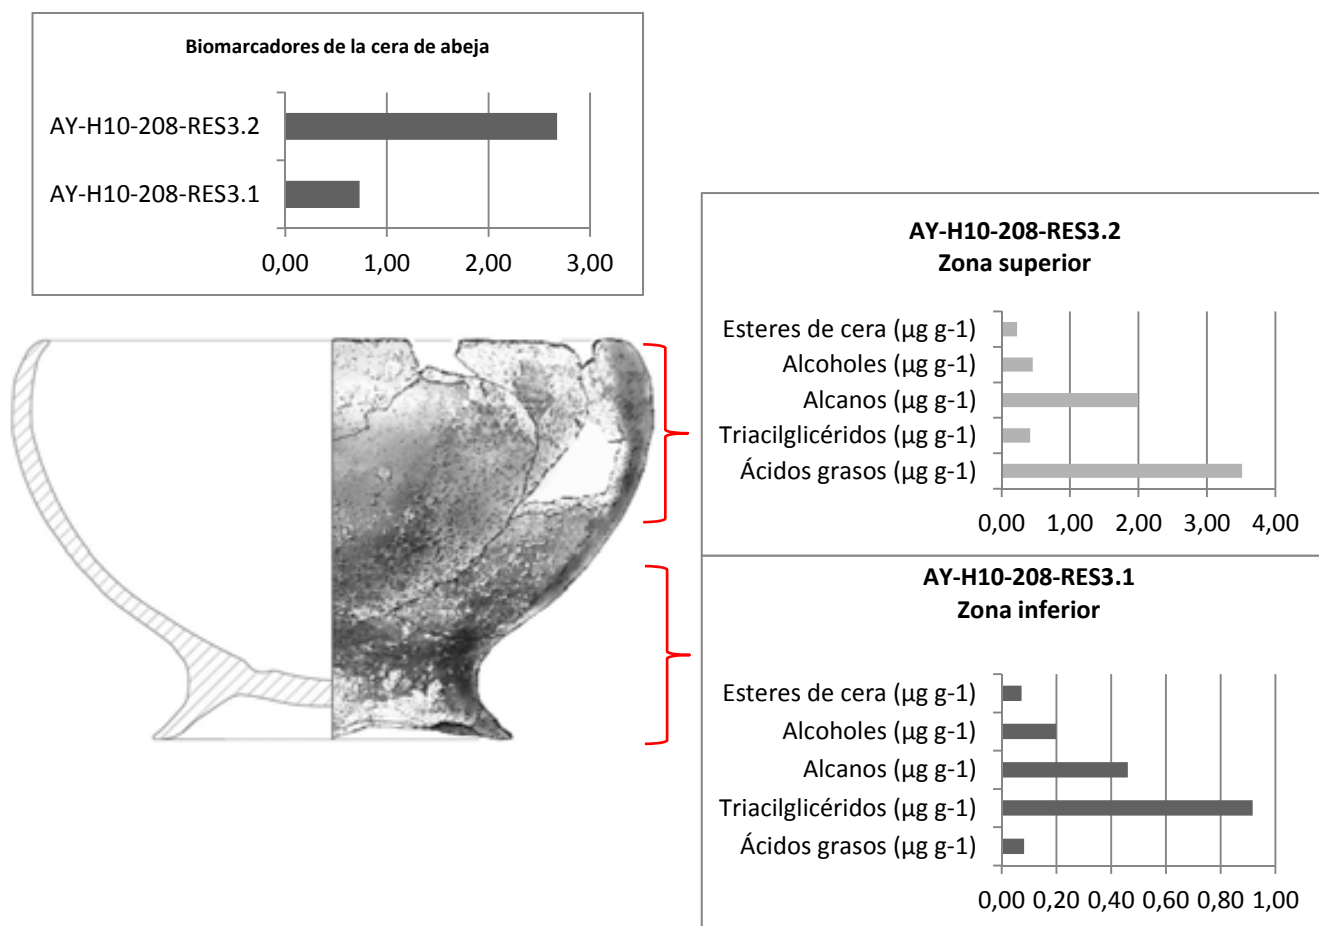 Biomarcadores de la cera de abeja
AY-H10-208-RES3.2
AY-H10-208-RES3.1
0,00 1,00 2,00 3,00
AY-H10-208-RES3.2
Zona superior
Esteres de cera (µg g-1)
Alcoholes (µg g-1)
Alcanos (µg g-1)
Triacilglicéridos (µg g-1)
Ácidos grasos (µg g-1)
0,00 1,00 2,00 3,00 4,00
AY-H10-208-RES3.1
Zona inferior
Esteres de cera (µg g-1)
Alcoholes (µg g-1)
Alcanos (µg g-1)
Triacilglicéridos (µg g-1)
Ácidos grasos (µg g-1)
0,00 0,20 0,40 0,60 0,80 1,00